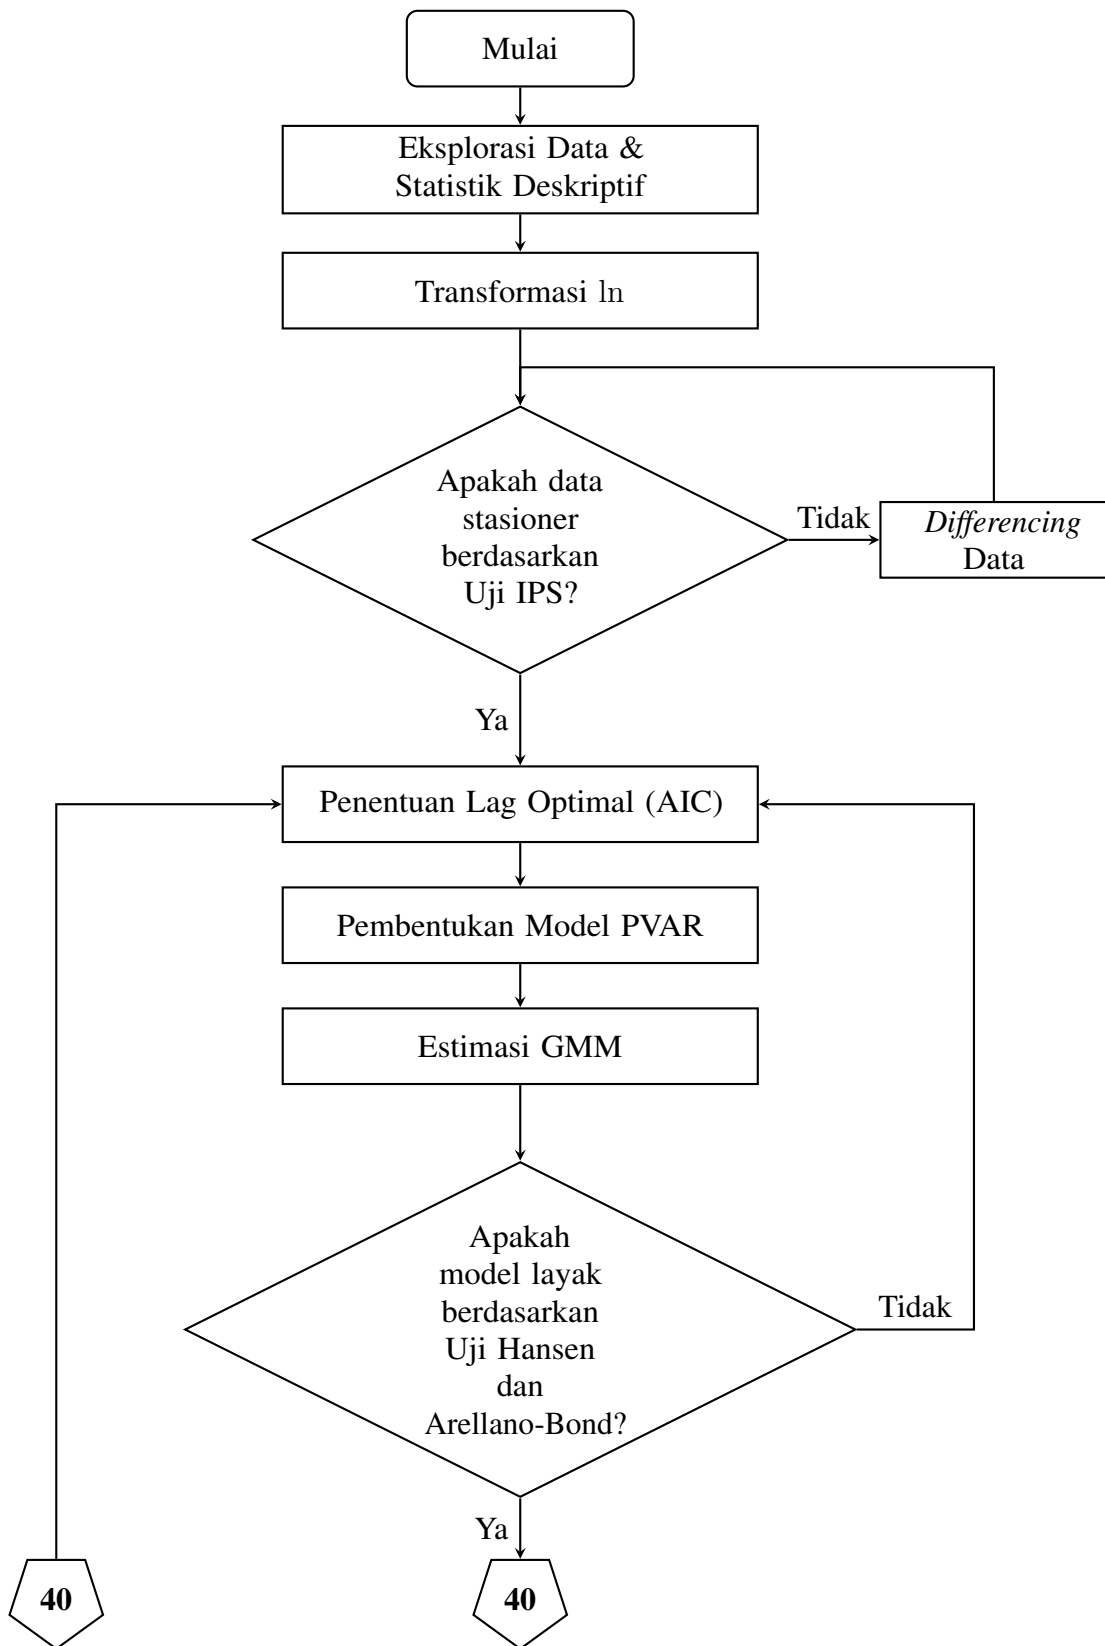 Mulai
Eksplorasi Data &
Statistik Deskriptif
Transformasi ln
Apakah data
stasioner
berdasarkan
Uji IPS?
Tidak
Differencing
Data
Ya
Penentuan Lag Optimal (AIC)
Pembentukan Model PVAR
Estimasi GMM
Apakah
model layak
berdasarkan
Uji Hansen
dan
Arellano-Bond?
Tidak
Ya
40
40